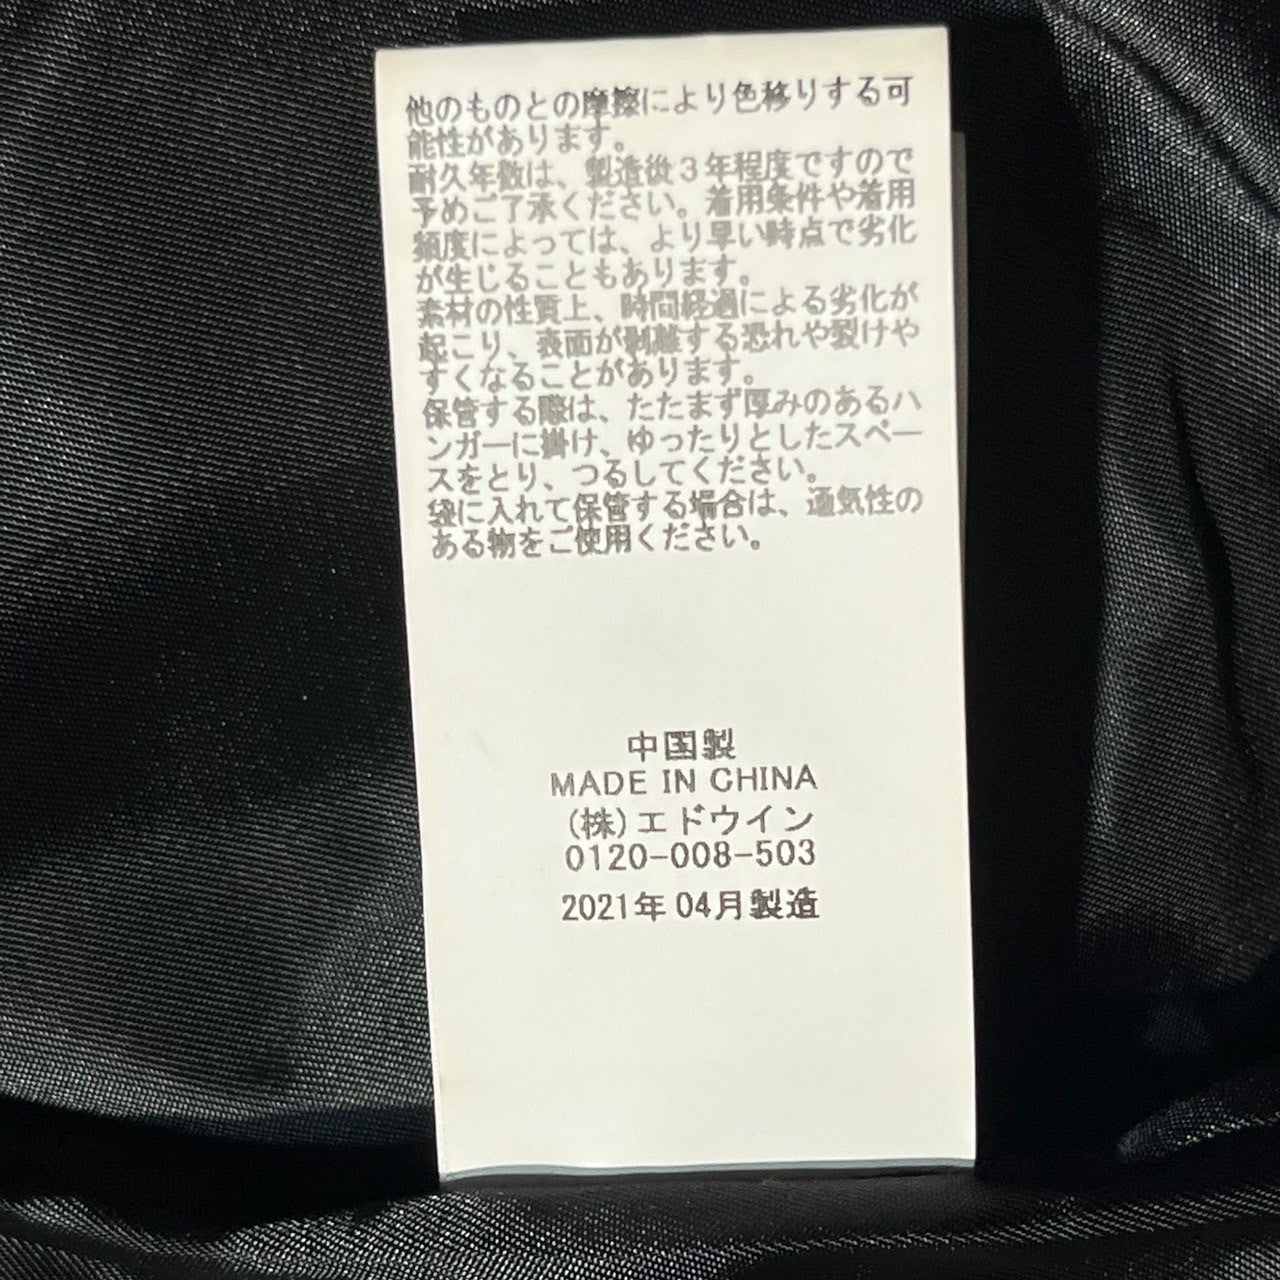 他のものとの摩擦により色移りする可
能性があります。
耐久年数は、製造後3年程度ですので
予めご了承ください。着用条件や着用
頻度によっては、より早い時点で劣化
が生じることもあります。
素材の性質上、時間経過による劣化が
起こり、表面が剥離する恐れや裂けや
すくなることがあります。
保管する際は、たたまず厚みのあるハ
ンガーに掛け、ゆったりとしたスペー
スをとり、つるしてください。
袋に入れて保管する場合は、通気性の
ある物をご使用ください。
中国製
MADE IN CHINA
(株)エドウイン
0120-008-503
2021年04月製造